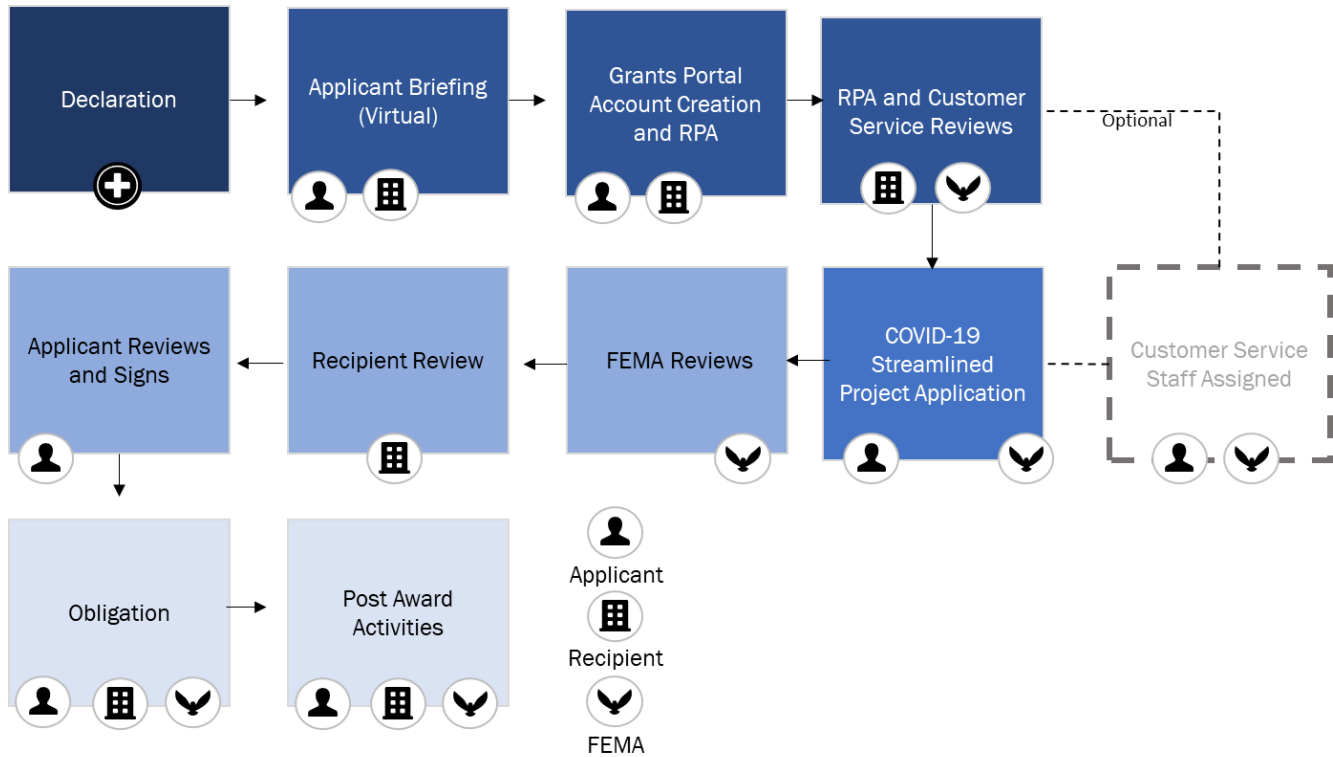 Declaration
Applicant Briefing
(Virtual)
Grants Portal
Account Creation
and RPA
RPA and Customer
Service Reviews
Optional
Applicant Reviews
and Signs
Recipient Review
FEMA Reviews
COVID-19
Streamlined
Project Application
Customer Service
Staff Assigned
Obligation
Post Award
Activities
Applicant
Recipient
FEMA